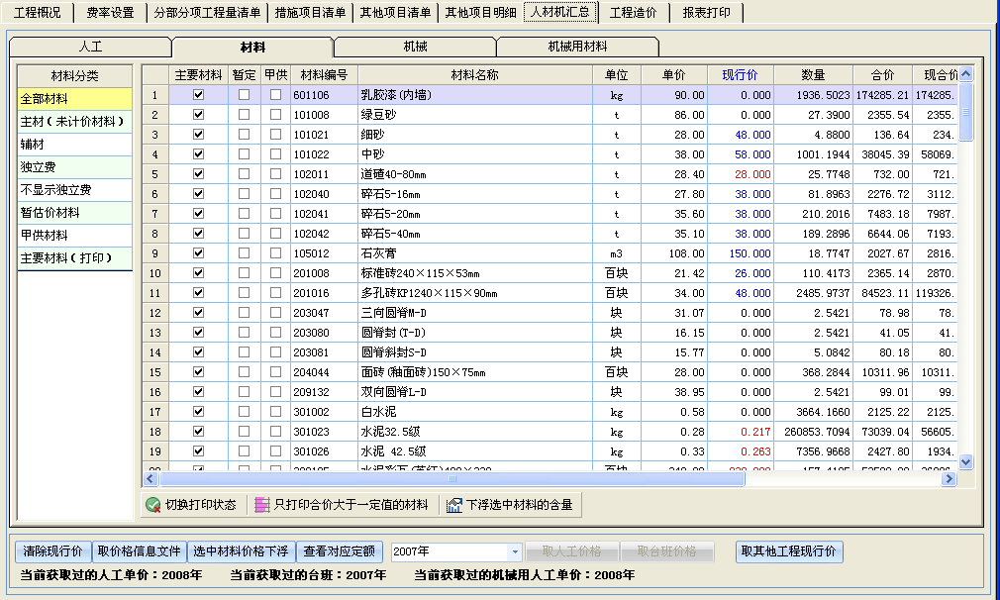 工程概况 费率设置 分部分项工程量清单 措施项目清单 其他项目清单 其他项目明细 人材机汇总 工程造价 报表打印
人工 材料 机械 机械用材料
材料分类
全部材料
主材(未计价材料)
辅材
独立费
不显示独立费
暂估价材料
甲供材料
主要材料(打印)
主要材料 暂定 甲供 材料编号 材料名称 单位 单价 现行价 数量 合价 现合价
1 601106 乳胶漆(内墙) kg 90.00 0.000 1936.5023 174285.21 174285.
2 101008 绿豆砂 t 86.00 0.000 27.3900 2355.54 2355.
3 101021 细砂 t 28.00 48.000 4.8800 136.64 234.
4 101022 中砂 t 38.00 58.000 1001.1944 38045.39 58069.
5 102011 道碴40-80mm t 28.40 28.000 25.7748 732.00 721.
6 102040 碎石5-16mm t 27.80 38.000 81.8963 2276.72 3112.
7 102041 碎石5-20mm t 35.60 38.000 210.2016 7483.18 7987.
8 102042 碎石5-40mm t 35.10 38.000 189.2896 6644.06 7193.
9 105012 石灰膏 m3 108.00 150.000 18.7747 2027.67 2816.
10 201008 标准砖240×115×53mm 百块 21.42 26.000 110.4173 2365.14 2870.
11 201016 多孔砖KP1240×115×90mm 百块 34.00 48.000 2485.9737 84523.11 119326.
12 203047 三向圆脊M-D 块 31.07 0.000 2.5421 78.98 78.
13 203080 圆脊封(T-D) 块 16.15 0.000 2.5421 41.05 41.
14 203081 圆脊斜封S-D 块 15.77 0.000 5.0842 80.18 80.
15 204044 面砖(釉面砖)150×75mm 百块 28.00 0.000 368.2844 10311.96 10311.
16 209132 双向圆脊L-D 块 38.95 0.000 2.5421 99.01 99.
17 301002 白水泥 kg 0.58 0.000 3664.1660 2125.22 2125.
18 301023 水泥32.5级 kg 0.28 0.217 260853.7094 73039.04 56605.
19 301026 水泥 42.5级 kg 0.33 0.263 7356.9668 2427.80 1934.
切换打印状态 只打印合价大于一定值的材料 下浮选中材料的含量
清除现行价 取价格信息文件 选中材料价格下浮 查看对应定额 2007年 取人工价格 取台班价格 取其他工程现行价
当前获取过的人工单价：2008年 当前获取过的台班：2007年 当前获取过的机械用人工单价：2008年